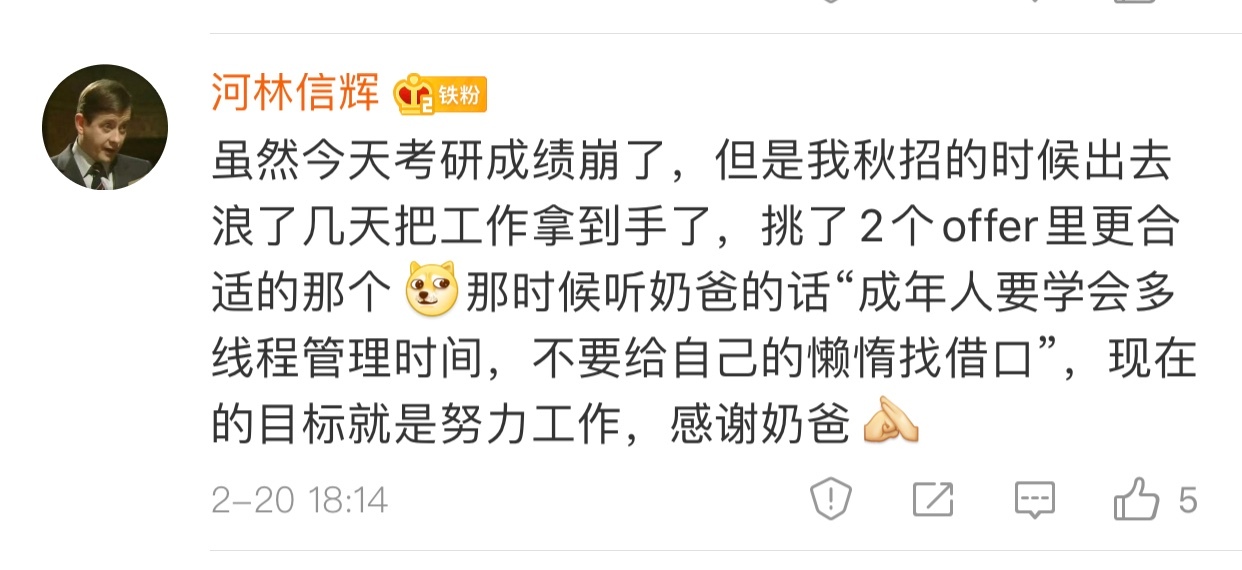 河林信辉 2 铁粉
虽然今天考研成绩崩了，但是我秋招的时候出去
浪了几天把工作拿到手了，挑了2个offer里更合
适的那个 那时候听奶爸的话“成年人要学会多
线程管理时间，不要给自己的懒惰找借口”，现在
的目标就是努力工作，感谢奶爸
2-20 18:14 5